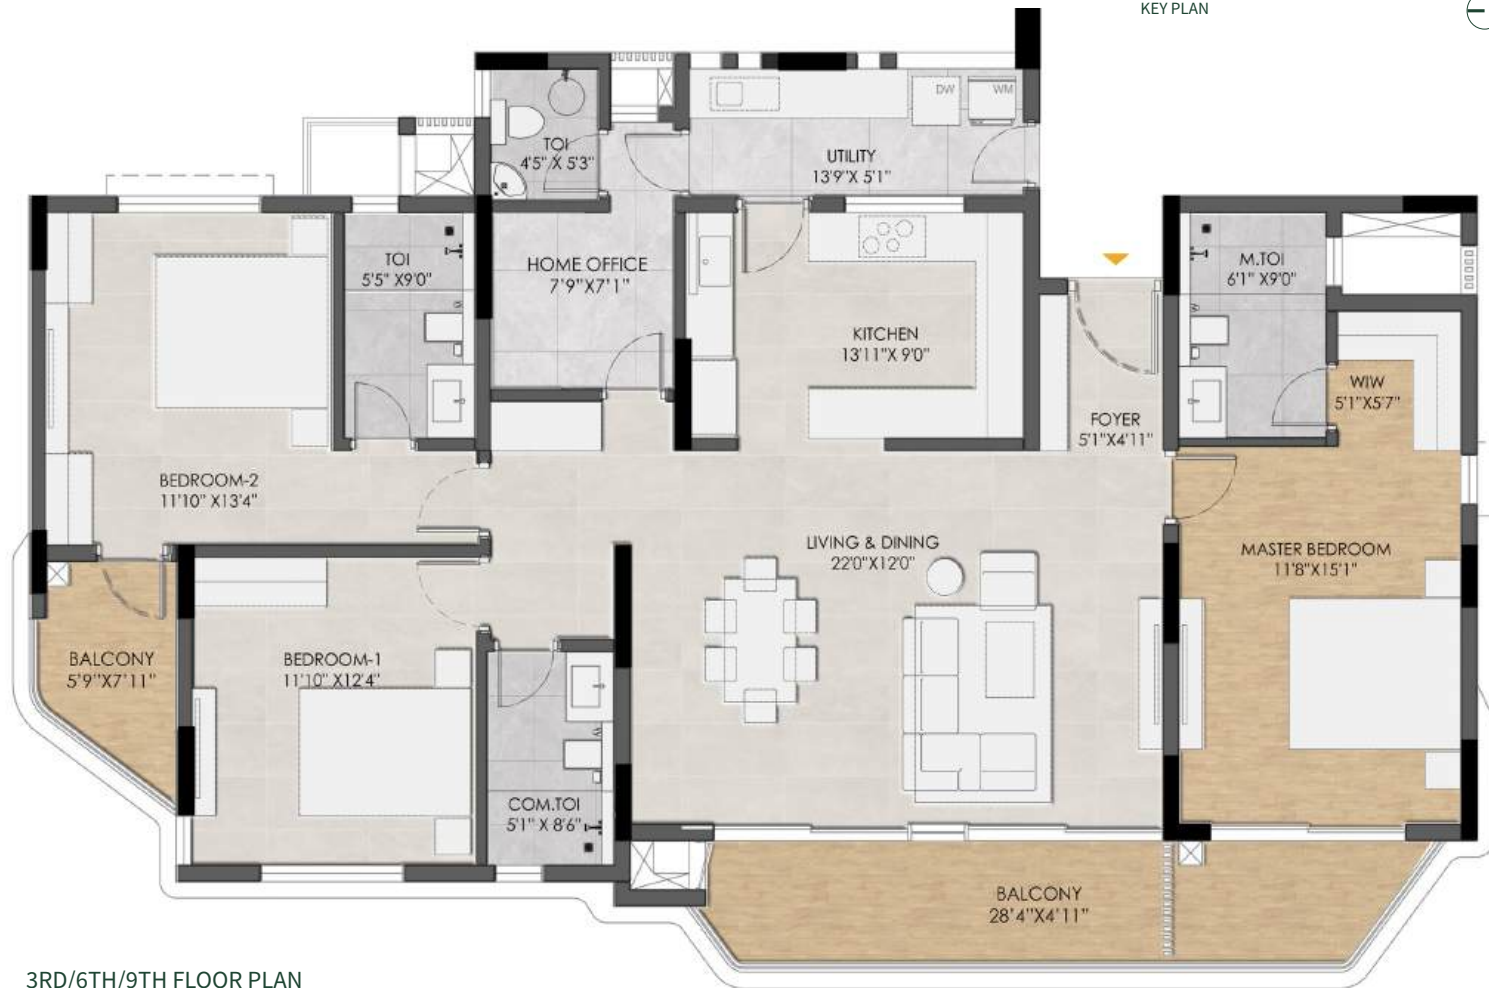 KEY PLAN
TOI
4'5" X 5'3"
DW
WM
UTILITY
13'9"X 5'1"
TOI
5'5" X9'0"
HOME OFFICE
7'9"X7'1"
M.TOI
6'1" X9'0"
KITCHEN
13'11"X 9'0"
WIW
5'1"X5'7"
FOYER
5'1"X4'11"
BEDROOM-2
11'10" X13'4"
LIVING & DINING
22'0"X12'0"
MASTER BEDROOM
11'8"X15'1"
BALCONY
5'9"X7'11"
BEDROOM-1
11'10" X12'4"
COM.TOI
5'1" X 8'6"
BALCONY
28'4"X4'11"
3RD/6TH/9TH FLOOR PLAN